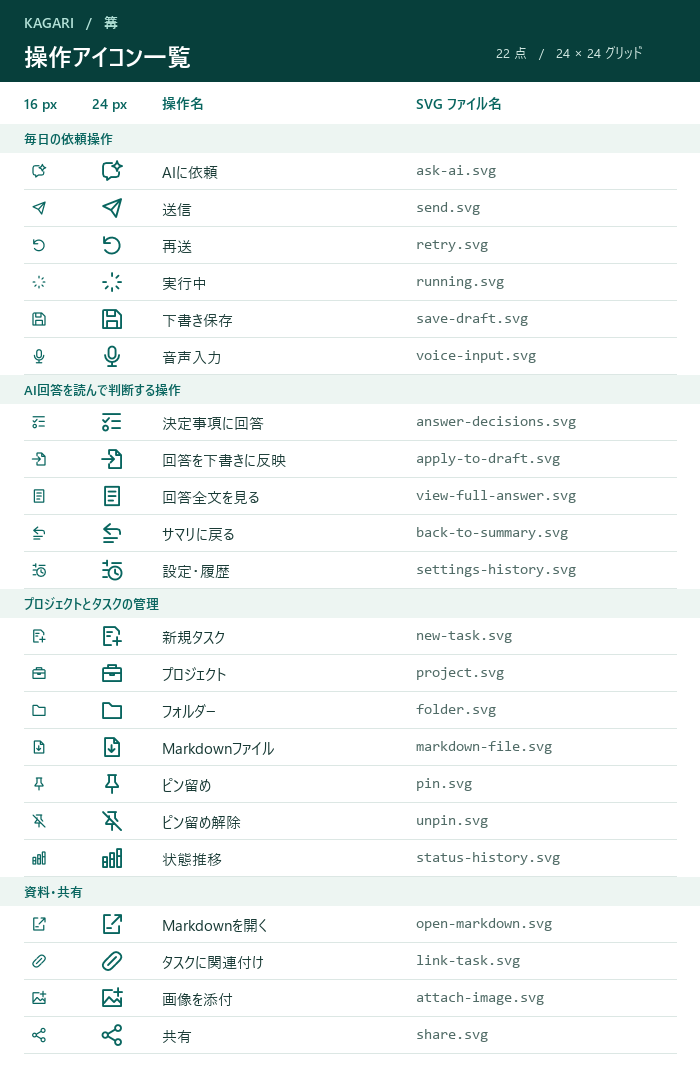 KAGARI / 篝
操作アイコン一覧
22 点 / 24 × 24 グリッド
16 px 24 px 操作名 SVG ファイル名
毎日の依頼操作
AIに依頼 ask-ai.svg
送信 send.svg
再送 retry.svg
実行中 running.svg
下書き保存 save-draft.svg
音声入力 voice-input.svg
AI回答を読んで判断する操作
決定事項に回答 answer-decisions.svg
回答を下書きに反映 apply-to-draft.svg
回答全文を見る view-full-answer.svg
サマリに戻る back-to-summary.svg
設定・履歴 settings-history.svg
プロジェクトとタスクの管理
新規タスク new-task.svg
プロジェクト project.svg
フォルダー folder.svg
Markdownファイル markdown-file.svg
ピン留め pin.svg
ピン留め解除 unpin.svg
状態推移 status-history.svg
資料・共有
Markdownを開く open-markdown.svg
タスクに関連付け link-task.svg
画像を添付 attach-image.svg
共有 share.svg